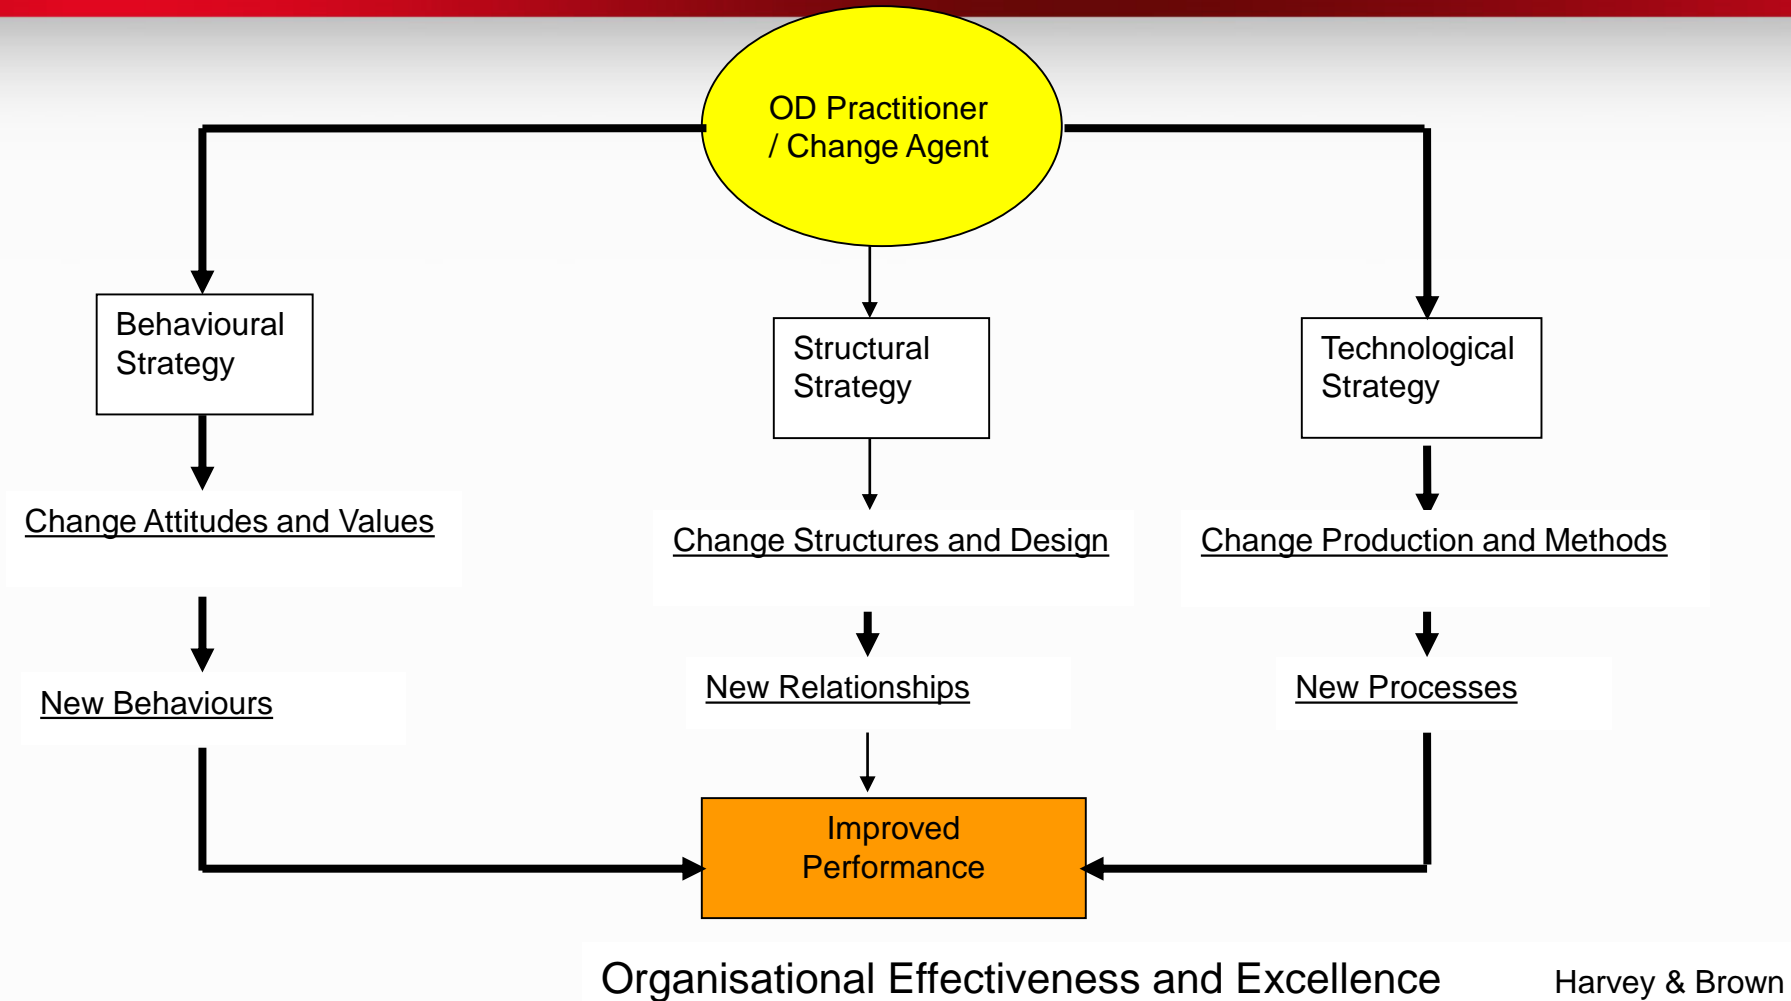 OD Practitioner
/ Change Agent
Behavioural
Strategy
Structural
Strategy
Technological
Strategy
Change Attitudes and Values
Change Structures and Design
Change Production and Methods
New Behaviours
New Relationships
New Processes
Improved
Performance
Organisational Effectiveness and Excellence
Harvey & Brown